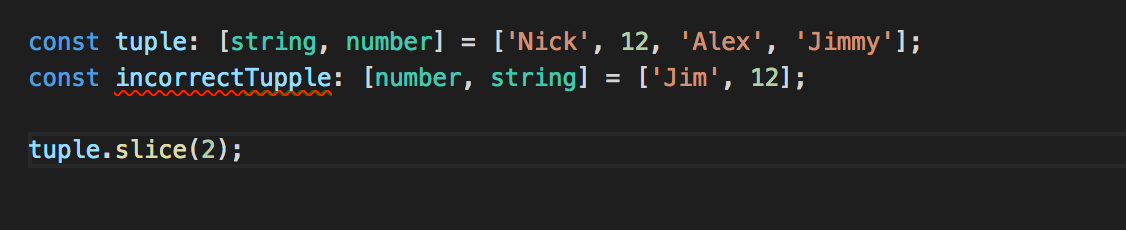 const tuple: [string, number] = ['Nick', 12, 'Alex', 'Jimmy'];
const incorrectTupple: [number, string] = ['Jim', 12];
tuple.slice(2);